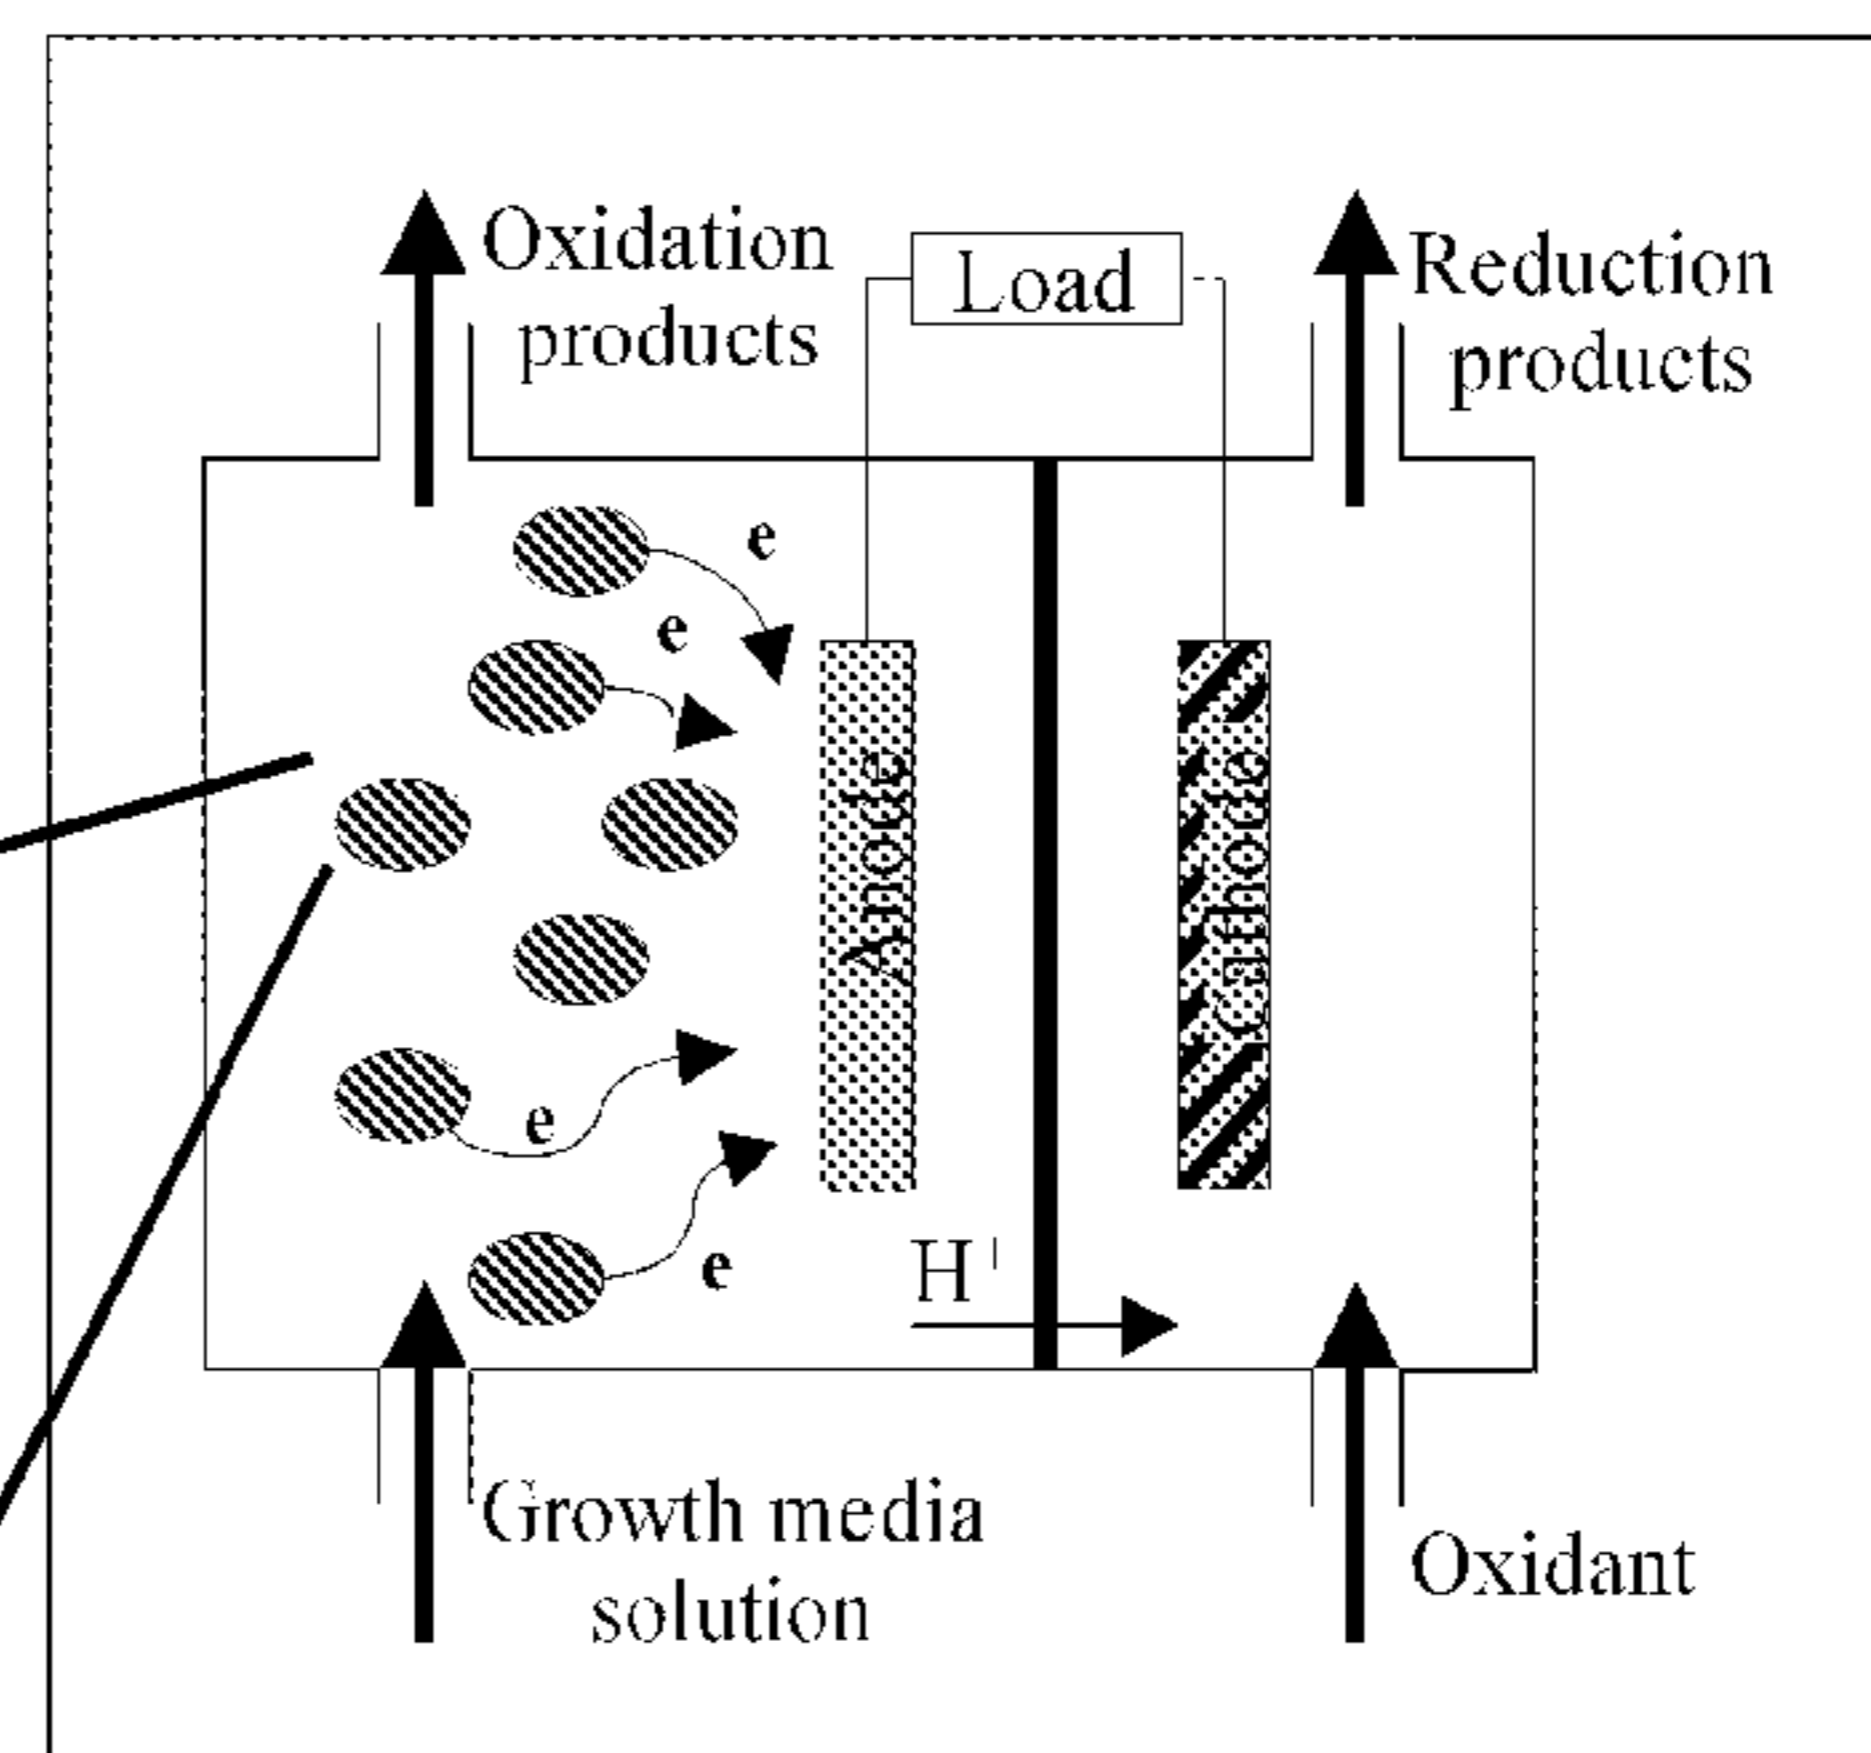 Oxidation
products
Load
Reduction
products
e
e
Anode
Cathode
e
e
H+
Growth media
solution
Oxidant